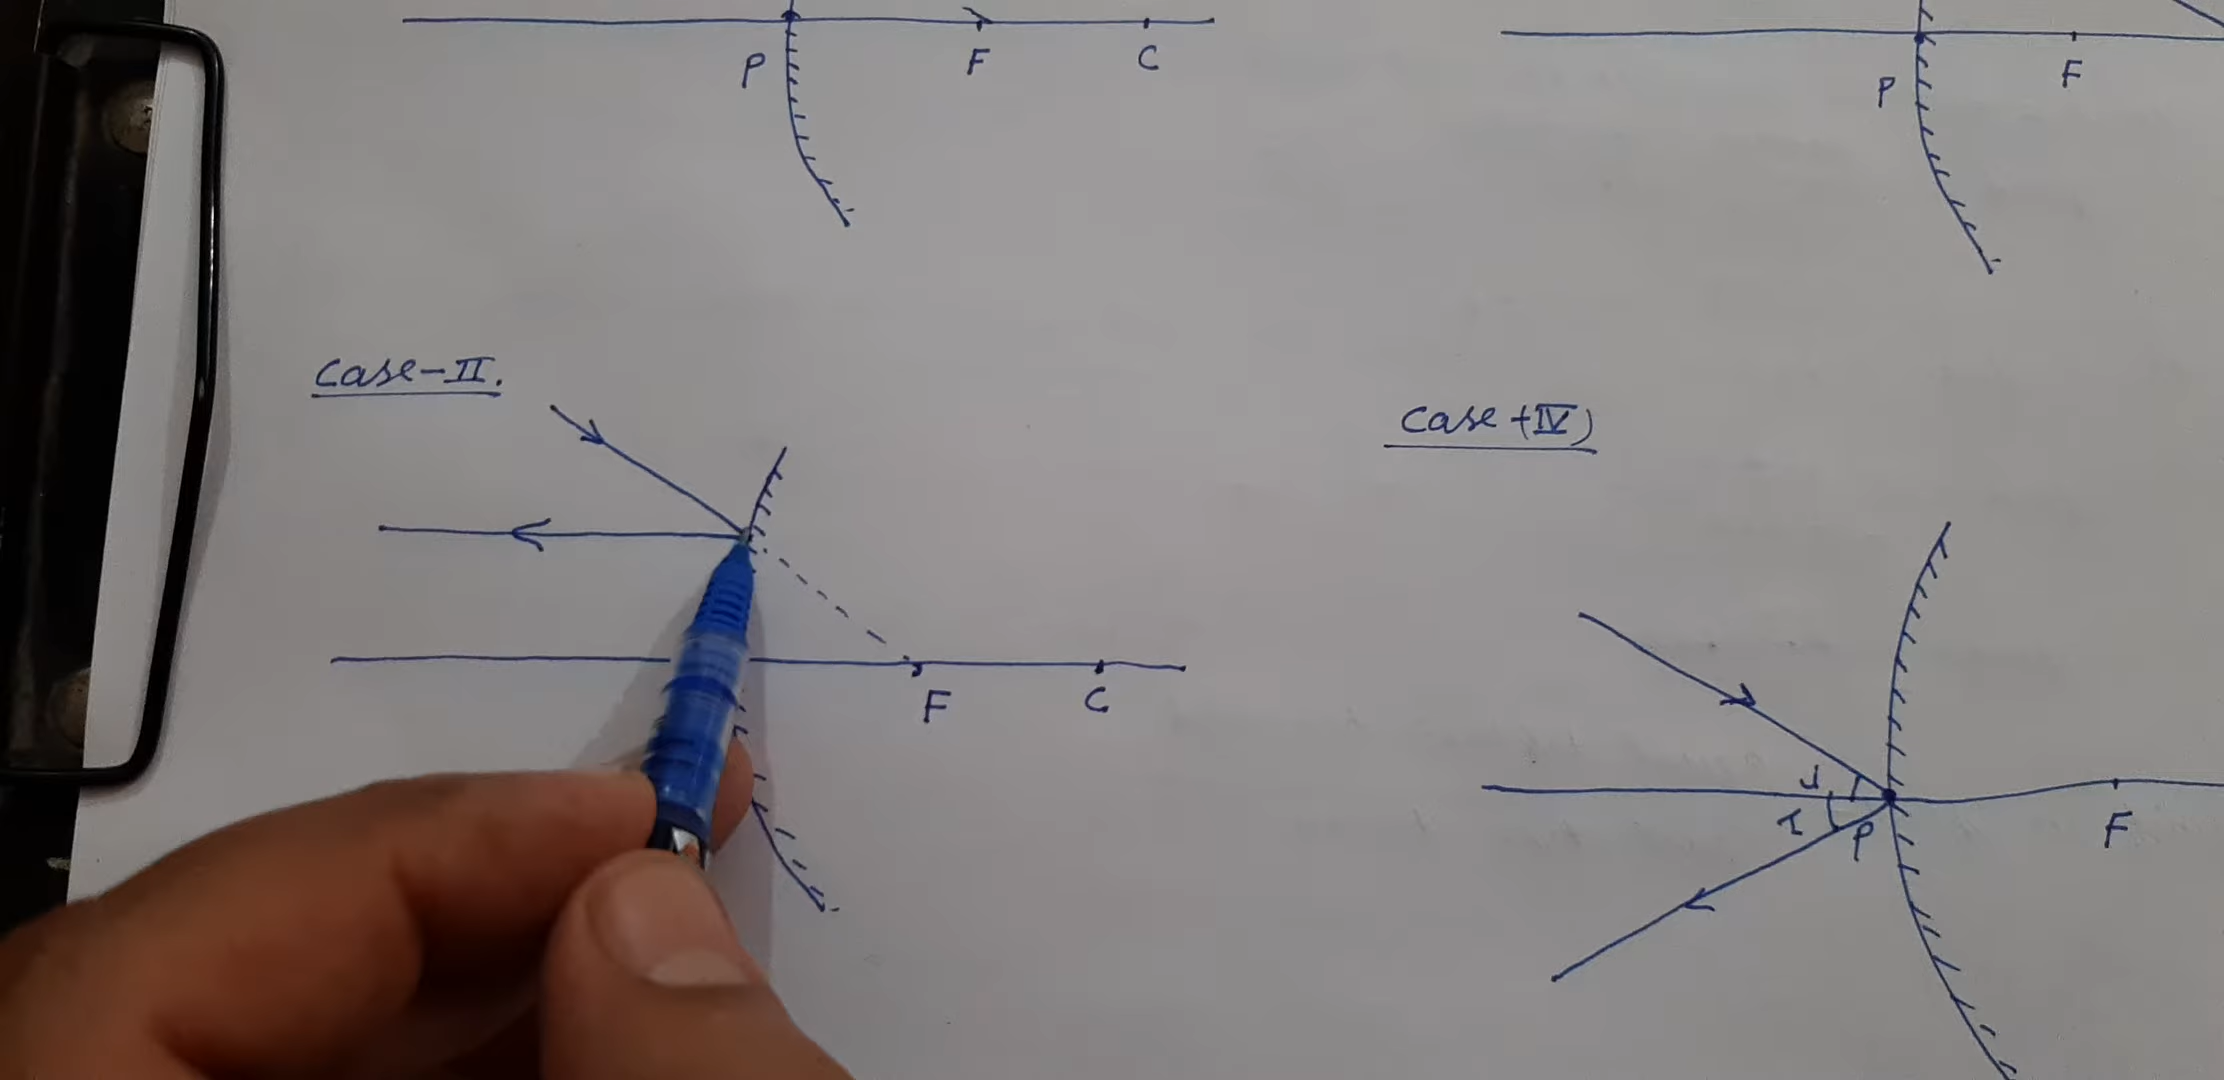 P F C
P F
Case-II.
F C
Case +IV)
P F